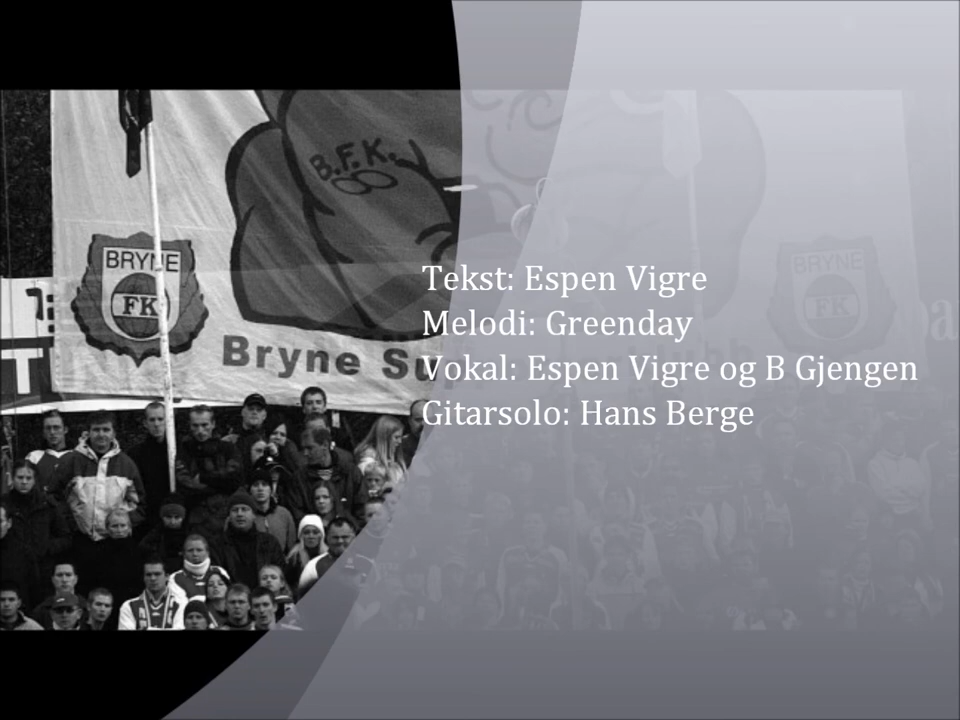 B.F.K.
BRYNE
FK
Bryne Su
BRYNE
FK
Tekst: Espen Vigre
Melodi: Greenday
Vokal: Espen Vigre og B Gjengen
Gitarsolo: Hans Berge